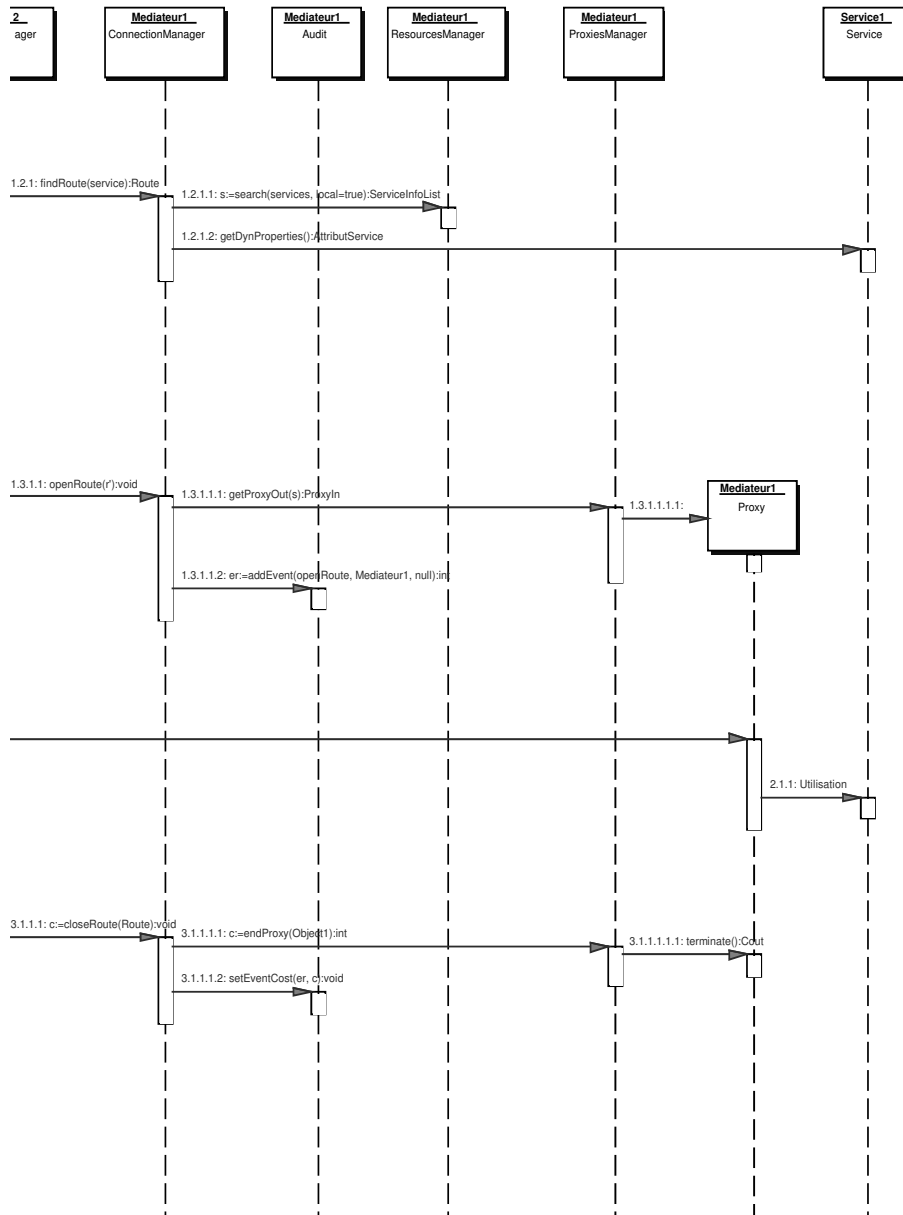 2
ager
Mediateur1
ConnectionManager
Mediateur1
Audit
Mediateur1
ResourcesManager
Mediateur1
ProxiesManager
Service1
Service
1.2.1: findRoute(service):Route
1.2.1.1: s:=search(services, local=true):ServiceInfoList
1.2.1.2: getDynProperties():AttributService
1.3.1.1: openRoute(r'):void
1.3.1.1.1: getProxyOut(s):ProxyIn
1.3.1.1.1.1:
Mediateur1
Proxy
1.3.1.1.2: er:=addEvent(openRoute, Mediateur1, null):int
2.1.1: Utilisation
3.1.1.1: c:=closeRoute(Route):void
3.1.1.1.1: c:=endProxy(Object1):int
3.1.1.1.1.1: terminate():Cout
3.1.1.1.2: setEventCost(er, c):void